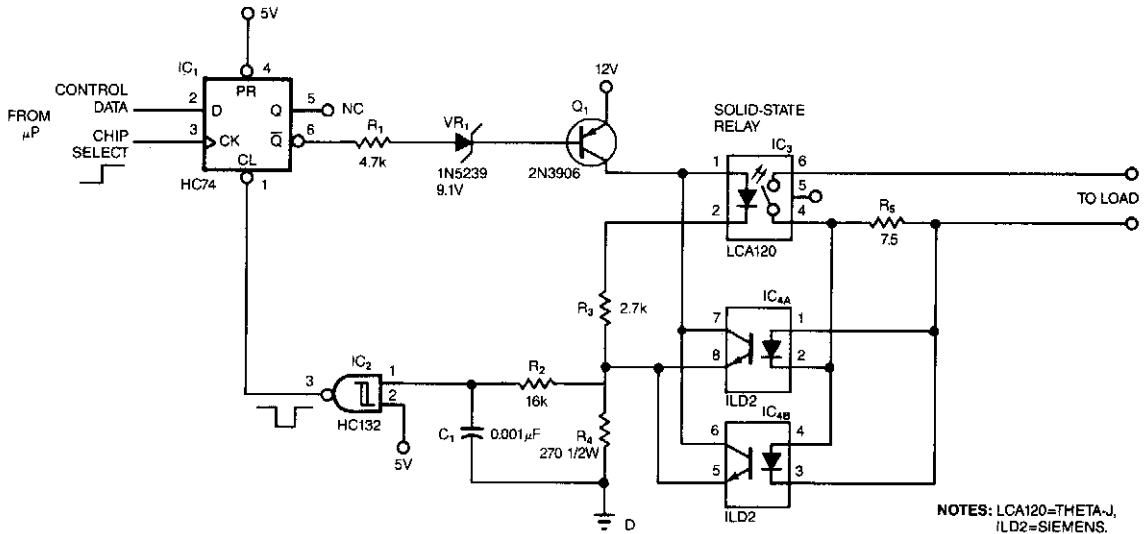 5V
IC1
4
PR
CONTROL DATA
2
D
Q
5
NC
FROM μP
CHIP SELECT
3
CK
Q̅
6
CL
1
HC74
R1
4.7k
VR1
1N5239
9.1V
12V
Q1
2N3906
SOLID-STATE RELAY
IC3
1
6
5
2
4
LCA120
R5
7.5
TO LOAD
R3
2.7k
IC4A
7
1
8
2
ILD2
IC2
3
1
2
HC132
5V
R2
16k
C1
0.001μF
R4
270 1/2W
D
IC4B
6
4
5
3
ILD2
NOTES: LCA120=THETA-J,
ILD2=SIEMENS.